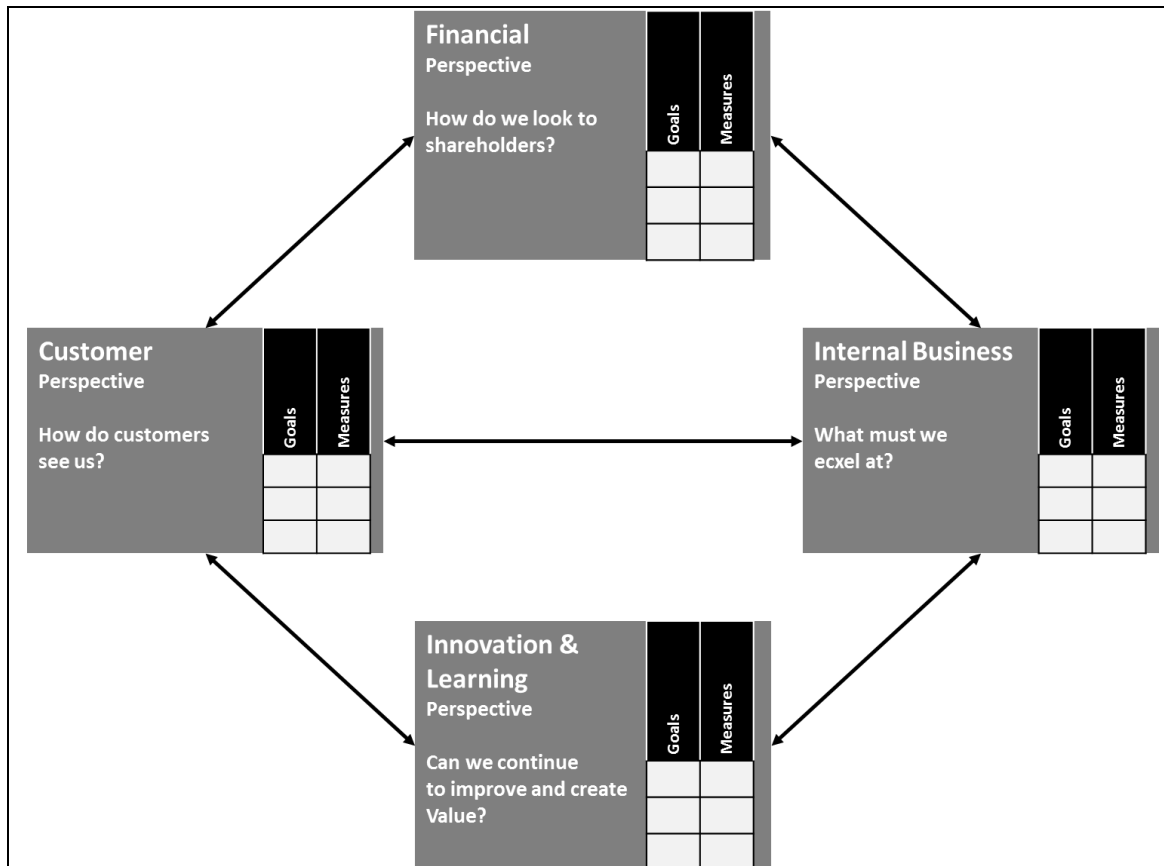 Financial
Perspective
How do we look to
shareholders?
Goals
Measures
Customer
Perspective
How do customers
see us?
Goals
Measures
Internal Business
Perspective
What must we
ecxel at?
Goals
Measures
Innovation &
Learning
Perspective
Can we continue
to improve and create
Value?
Goals
Measures